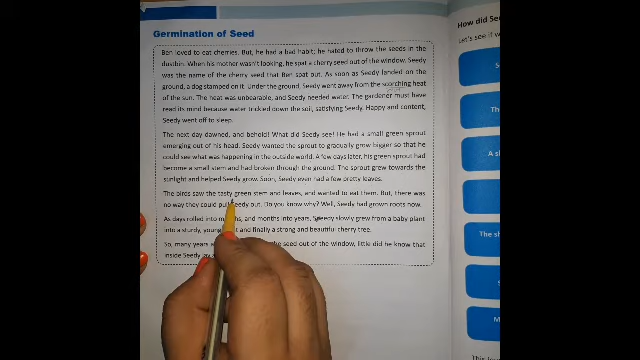 Germination of Seed
Ben loved to eat cherries. But, he had a bad habit; he hated to throw the seeds in the
dustbin. When his mother wasn't looking, he spat a cherry seed out of the window. Seedy
was the name of the cherry seed that Ben spat out. As soon as Seedy landed on the
ground, a dog stamped on it. Under the ground, Seedy went away from the scorching heat
of the sun. The heat was unbearable, and Seedy needed water. The gardener must have
read its mind because water trickled down the soil, satisfying Seedy. Happy and content,
Seedy went off to sleep.
The next day dawned, and behold! What did Seedy see! He had a small green sprout
emerging out of his head. Seedy wanted the sprout to gradually grow bigger so that he
could see what was happening in the outside world. A few days later, his green sprout had
become a small stem and had broken through the ground. The sprout grew towards the
sunlight and helped Seedy grow. Soon, Seedy even had a few pretty leaves.
The birds saw the tasty green stem and leaves, and wanted to eat them. But, there was
no way they could pull Seedy out. Do you know why? Well, Seedy had grown roots now.
As days rolled into months, and months into years, Seedy slowly grew from a baby plant
into a sturdy, young and finally a strong and beautiful cherry tree.
So, many years the seed out of the window, little did he know that
inside Seedy
How did See
Let's see it w
S
A sh
The sh
S
M
This lea